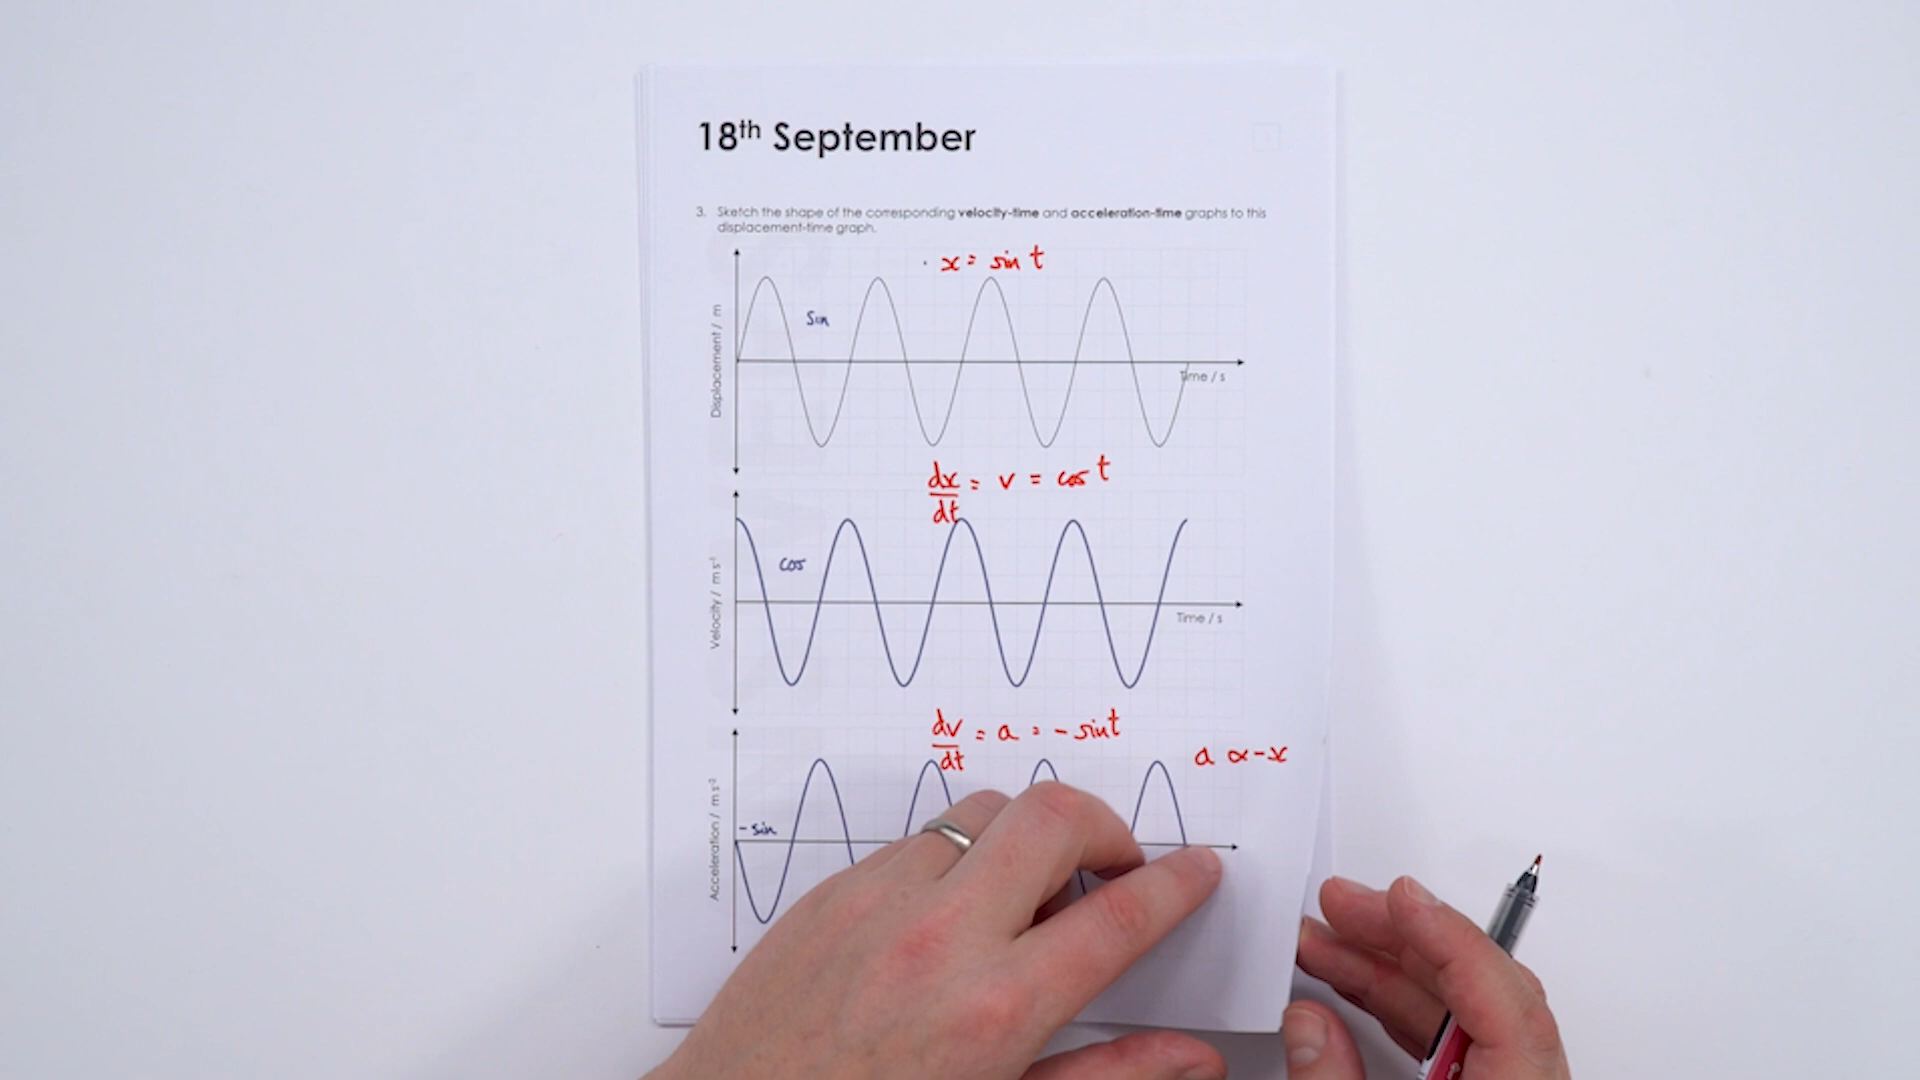 18th September
3. Sketch the shape of the corresponding velocity-time and acceleration-time graphs to this
displacement-time graph.
x = sin t
sin
Displacement / m
Time / s
dx/dt = v = cos t
cos
Velocity / m s⁻¹
Time / s
dv/dt = a = - sin t
a ∝ -x
- sin
Acceleration / m s⁻²